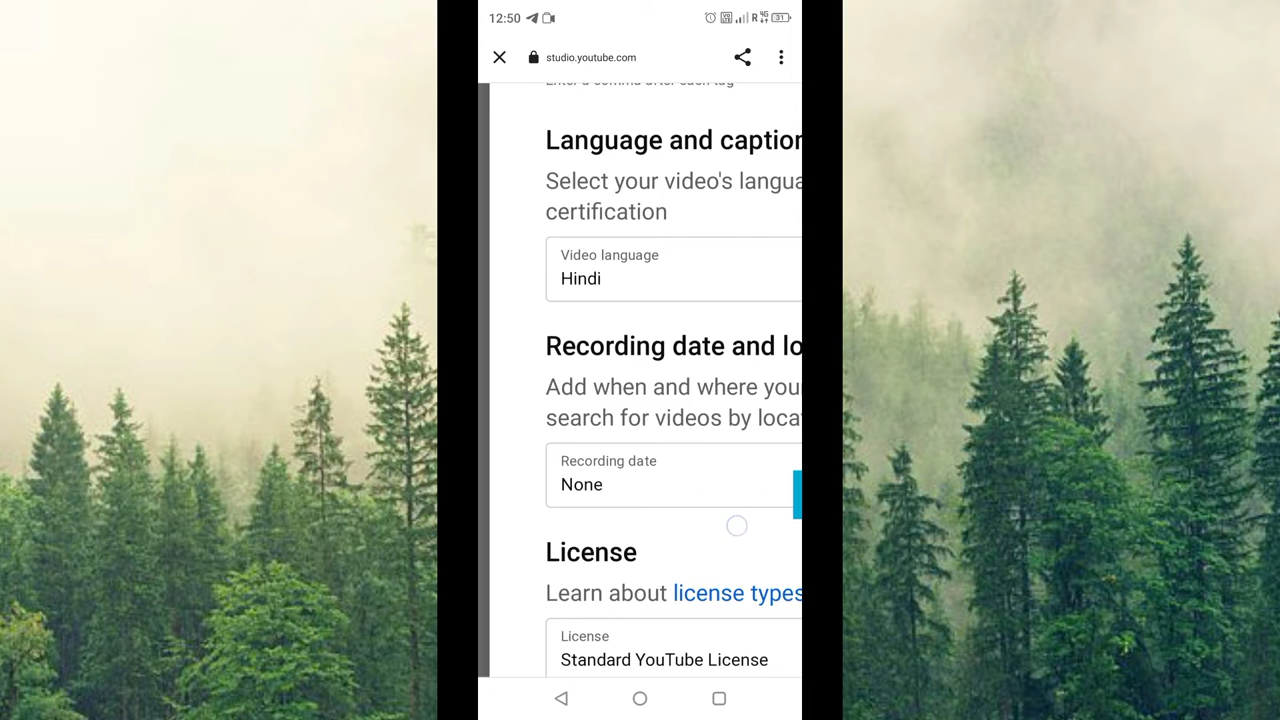 12:50
R 4G 31
studio.youtube.com
Enter a comma after each tag
Language and caption
Select your video's langua
certification
Video language
Hindi
Recording date and lo
Add when and where you
search for videos by loca
Recording date
None
License
Learn about license types
License
Standard YouTube License